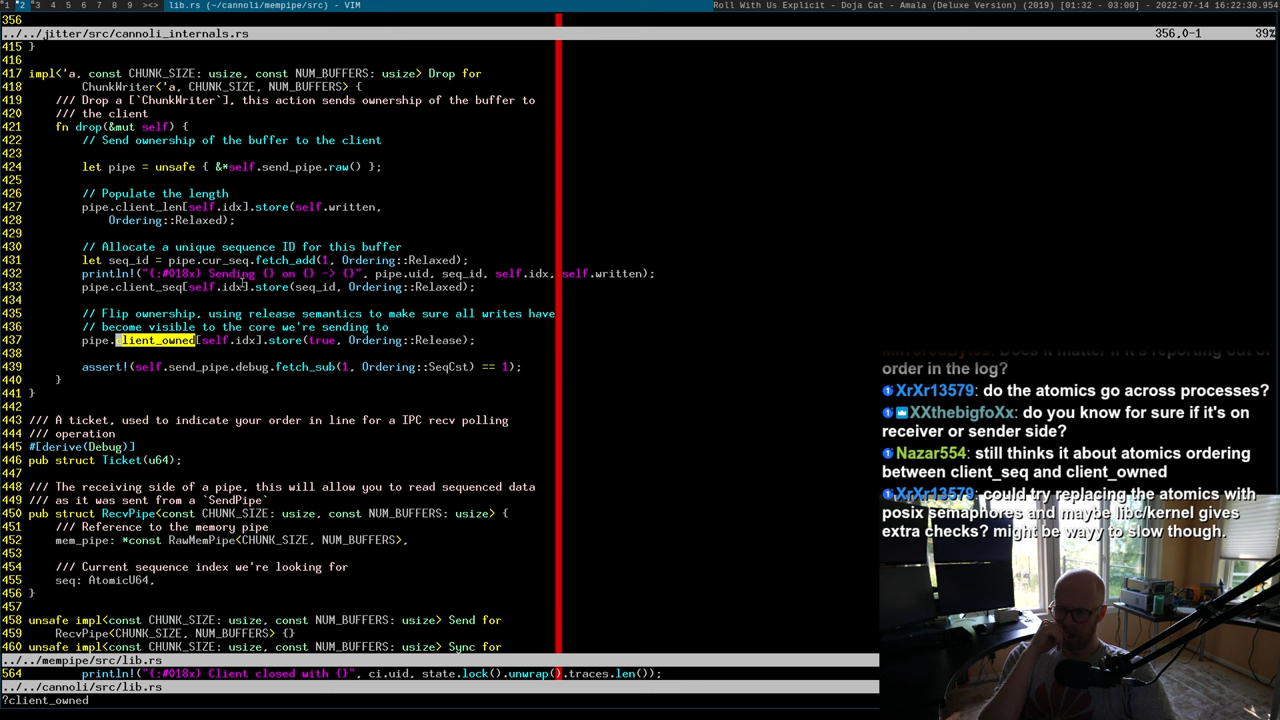 1 2 3 4 5 6 7 8 9 ><> lib.rs (~/cannoli/mempipe/src) - VIM Roll With Us Explicit - Doja Cat - Amala (Deluxe Version) (2019) [01:32 - 03:00] - 2022-07-14 16:22:30.954
356
../../jitter/src/cannoli_internals.rs 356,0-1 39%
415 }
416
417 impl<'a, const CHUNK_SIZE: usize, const NUM_BUFFERS: usize> Drop for
418 ChunkWriter<'a, CHUNK_SIZE, NUM_BUFFERS> {
419 /// Drop a [`ChunkWriter`], this action sends ownership of the buffer to
420 /// the client
421 fn drop(&mut self) {
422 // Send ownership of the buffer to the client
423
424 let pipe = unsafe { &*self.send_pipe.raw() };
425
426 // Populate the length
427 pipe.client_len[self.idx].store(self.written,
428 Ordering::Relaxed);
429
430 // Allocate a unique sequence ID for this buffer
431 let seq_id = pipe.cur_seq.fetch_add(1, Ordering::Relaxed);
432 println!("{:#018x} Sending {} on {} -> {}", pipe.uid, seq_id, self.idx, self.written);
433 pipe.client_seq[self.idx].store(seq_id, Ordering::Relaxed);
434
435 // Flip ownership, using release semantics to make sure all writes have
436 // become visible to the core we're sending to
437 pipe.client_owned[self.idx].store(true, Ordering::Release);
438
439 assert!(self.send_pipe.debug.fetch_sub(1, Ordering::SeqCst) == 1);
440 }
441 }
442
443 /// A ticket, used to indicate your order in line for a IPC recv polling
444 /// operation
445 #[derive(Debug)]
446 pub struct Ticket(u64);
447
448 /// The receiving side of a pipe, this will allow you to read sequenced data
449 /// as it was sent from a `SendPipe`
450 pub struct RecvPipe<const CHUNK_SIZE: usize, const NUM_BUFFERS: usize> {
451 /// Reference to the memory pipe
452 mem_pipe: *const RawMemPipe<CHUNK_SIZE, NUM_BUFFERS>,
453
454 /// Current sequence index we're looking for
455 seq: AtomicU64,
456 }
457
458 unsafe impl<const CHUNK_SIZE: usize, const NUM_BUFFERS: usize> Send for
459 RecvPipe<CHUNK_SIZE, NUM_BUFFERS> {}
460 unsafe impl<const CHUNK_SIZE: usize, const NUM_BUFFERS: usize> Sync for
../../mempipe/src/lib.rs
564 println!("{:#018x} Client closed with {}", ci.uid, state.lock().unwrap().traces.len());
../../cannoli/src/lib.rs
?client_owned
MirroredBytes: Does it matter if it's reporting out of
order in the log?
XrXr13579: do the atomics go across processes?
XXthebigfoXx: do you know for sure if it's on
receiver or sender side?
Nazar554: still thinks it about atomics ordering
between client_seq and client_owned
XrXr13579: could try replacing the atomics with
posix semaphores and maybe libc/kernel gives
extra checks? might be wayy to slow though.